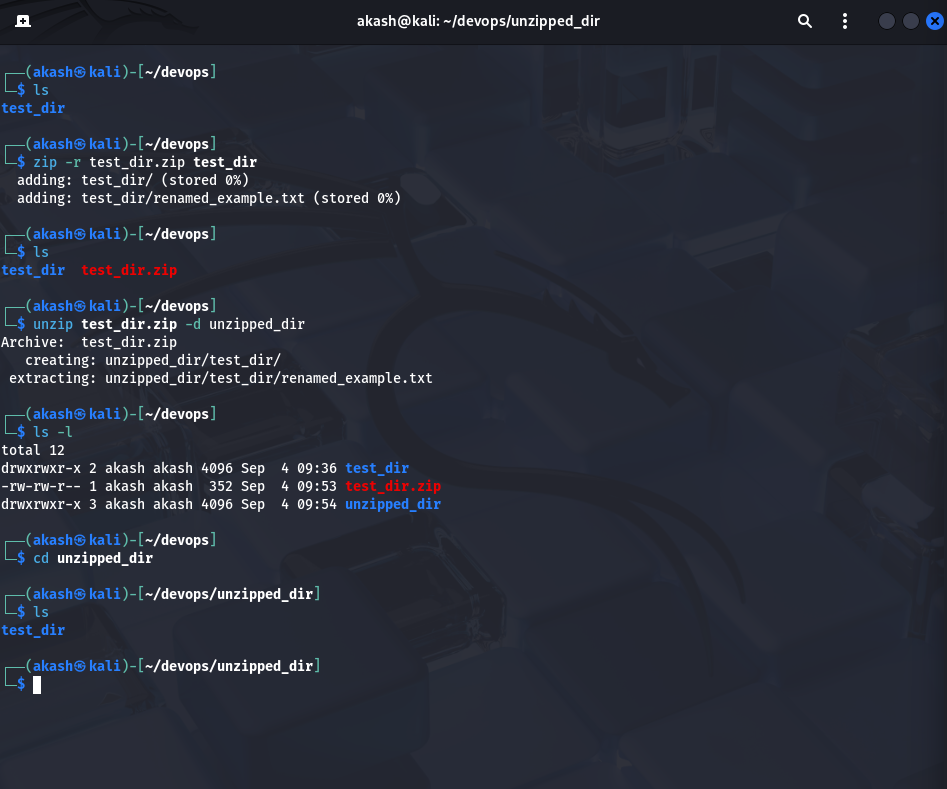 akash@kali: ~/devops/unzipped_dir
┌──(akash㉿kali)-[~/devops]
└─$ ls
test_dir
┌──(akash㉿kali)-[~/devops]
└─$ zip -r test_dir.zip test_dir
  adding: test_dir/ (stored 0%)
  adding: test_dir/renamed_example.txt (stored 0%)
┌──(akash㉿kali)-[~/devops]
└─$ ls
test_dir  test_dir.zip
┌──(akash㉿kali)-[~/devops]
└─$ unzip test_dir.zip -d unzipped_dir
Archive:  test_dir.zip
   creating: unzipped_dir/test_dir/
 extracting: unzipped_dir/test_dir/renamed_example.txt
┌──(akash㉿kali)-[~/devops]
└─$ ls -l
total 12
drwxrwxr-x 2 akash akash 4096 Sep  4 09:36 test_dir
-rw-rw-r-- 1 akash akash  352 Sep  4 09:53 test_dir.zip
drwxrwxr-x 3 akash akash 4096 Sep  4 09:54 unzipped_dir
┌──(akash㉿kali)-[~/devops]
└─$ cd unzipped_dir
┌──(akash㉿kali)-[~/devops/unzipped_dir]
└─$ ls
test_dir
┌──(akash㉿kali)-[~/devops/unzipped_dir]
└─$